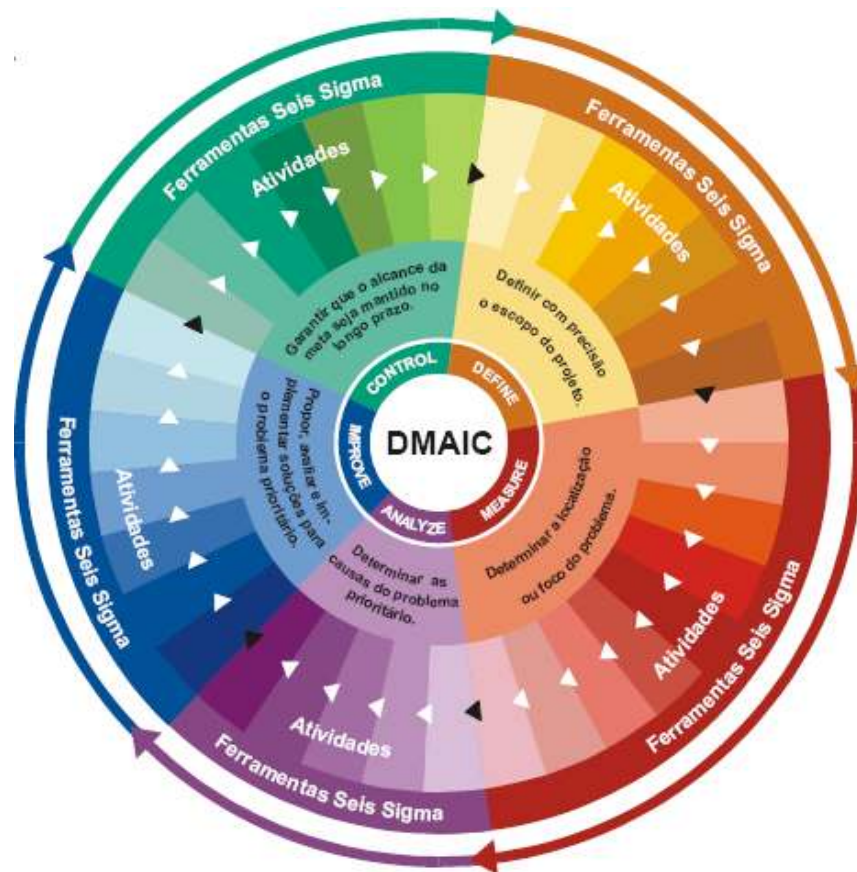 DMAIC
DEFINE
MEASURE
ANALYZE
IMPROVE
CONTROL
Ferramentas Seis Sigma
Atividades
Definir com precisão
o escopo do projeto.
Ferramentas Seis Sigma
Atividades
Determinar a localização
ou foco do problema.
Ferramentas Seis Sigma
Atividades
Determinar as
causas do problema
prioritário.
Ferramentas Seis Sigma
Atividades
Propor, avaliar e im-
plementar soluções para
o problema prioritário.
Ferramentas Seis Sigma
Atividades
Garantir que o alcance da
meta seja mantido no
longo prazo.